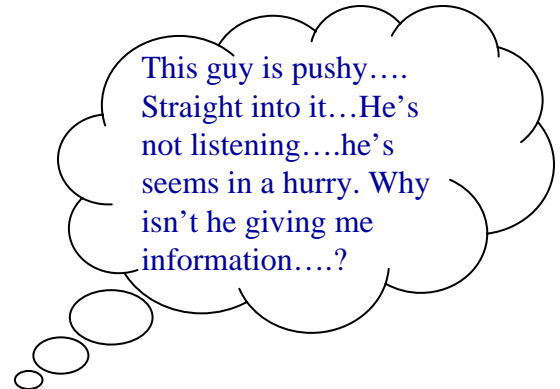 This guy is pushy….
Straight into it…He’s
not listening….he’s
seems in a hurry. Why
isn’t he giving me
information….?